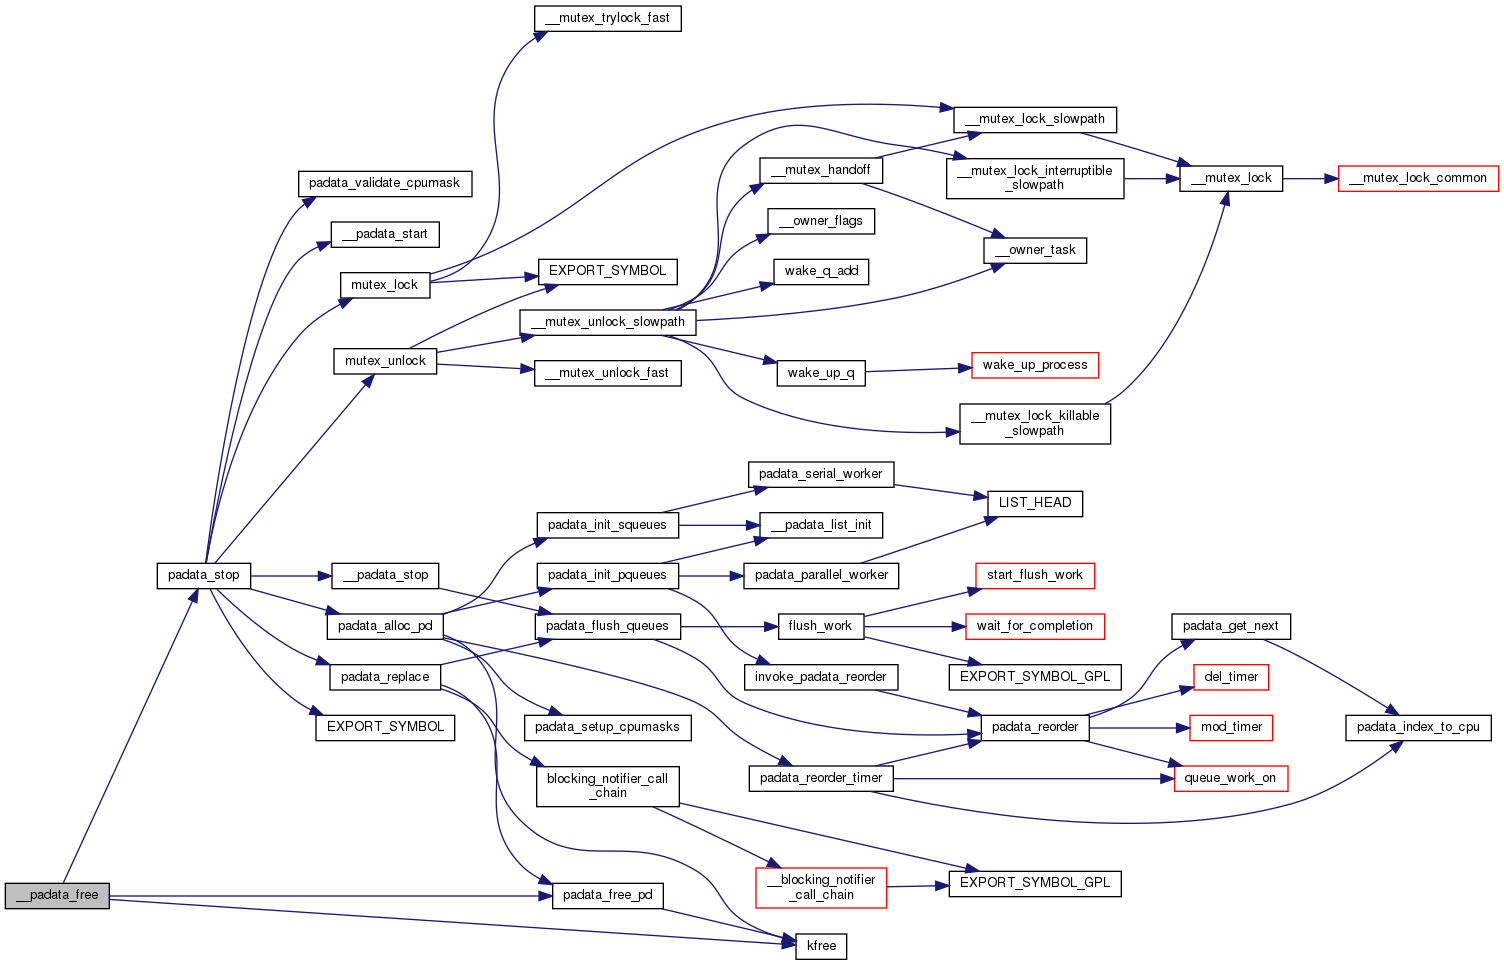 __mutex_trylock_fast
__mutex_lock_slowpath
__mutex_handoff
__mutex_lock_interruptible
_slowpath
__mutex_lock
__mutex_lock_common
padata_validate_cpumask
__owner_flags
__padata_start
__owner_task
EXPORT_SYMBOL
wake_q_add
mutex_lock
__mutex_unlock_slowpath
mutex_unlock
__mutex_unlock_fast
wake_up_q
wake_up_process
__mutex_lock_killable
_slowpath
padata_serial_worker
LIST_HEAD
padata_init_squeues
__padata_list_init
padata_stop
__padata_stop
padata_init_pqueues
padata_parallel_worker
start_flush_work
padata_alloc_pd
padata_flush_queues
flush_work
wait_for_completion
padata_get_next
padata_replace
invoke_padata_reorder
EXPORT_SYMBOL_GPL
del_timer
EXPORT_SYMBOL
padata_setup_cpumasks
padata_reorder
mod_timer
padata_index_to_cpu
blocking_notifier_call
_chain
padata_reorder_timer
queue_work_on
__padata_free
padata_free_pd
__blocking_notifier
_call_chain
EXPORT_SYMBOL_GPL
kfree